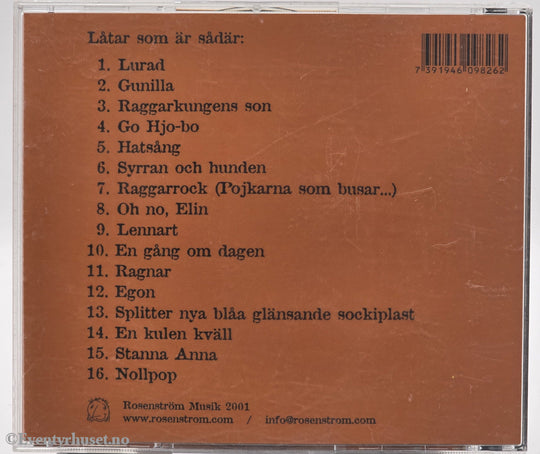 Låtar som är sådär:
1. Lurad
2. Gunilla
3. Raggarkungens son
4. Go Hjo-bo
5. Hatsång
6. Syrran och hunden
7. Raggarrock (Pojkarna som busar...)
8. Oh no, Elin
9. Lennart
10. En gång om dagen
11. Ragnar
12. Egon
13. Splitter nya blåa glänsande sockiplast
14. En kulen kväll
15. Stanna Anna
16. Nollpop
7 391946 098262
Rosenström Musik 2001
www.rosenstrom.com / info@rosenstrom.com
©Eventyrhuset.no